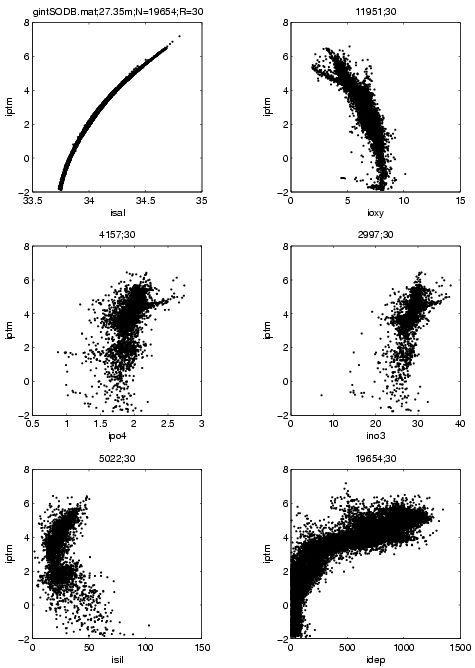 gintSODB.mat;27.35m;N=19654;R=30
11951;30
8
6
4
2
0
−2
iptm
33.5 34 34.5 35
isal
8
6
4
2
0
−2
iptm
0 5 10 15
ioxy
4157;30
2997;30
8
6
4
2
0
−2
iptm
0.5 1 1.5 2 2.5 3
ipo4
8
6
4
2
0
−2
iptm
0 10 20 30 40
ino3
5022;30
19654;30
8
6
4
2
0
−2
iptm
0 50 100 150
isil
8
6
4
2
0
−2
iptm
0 500 1000 1500
idep